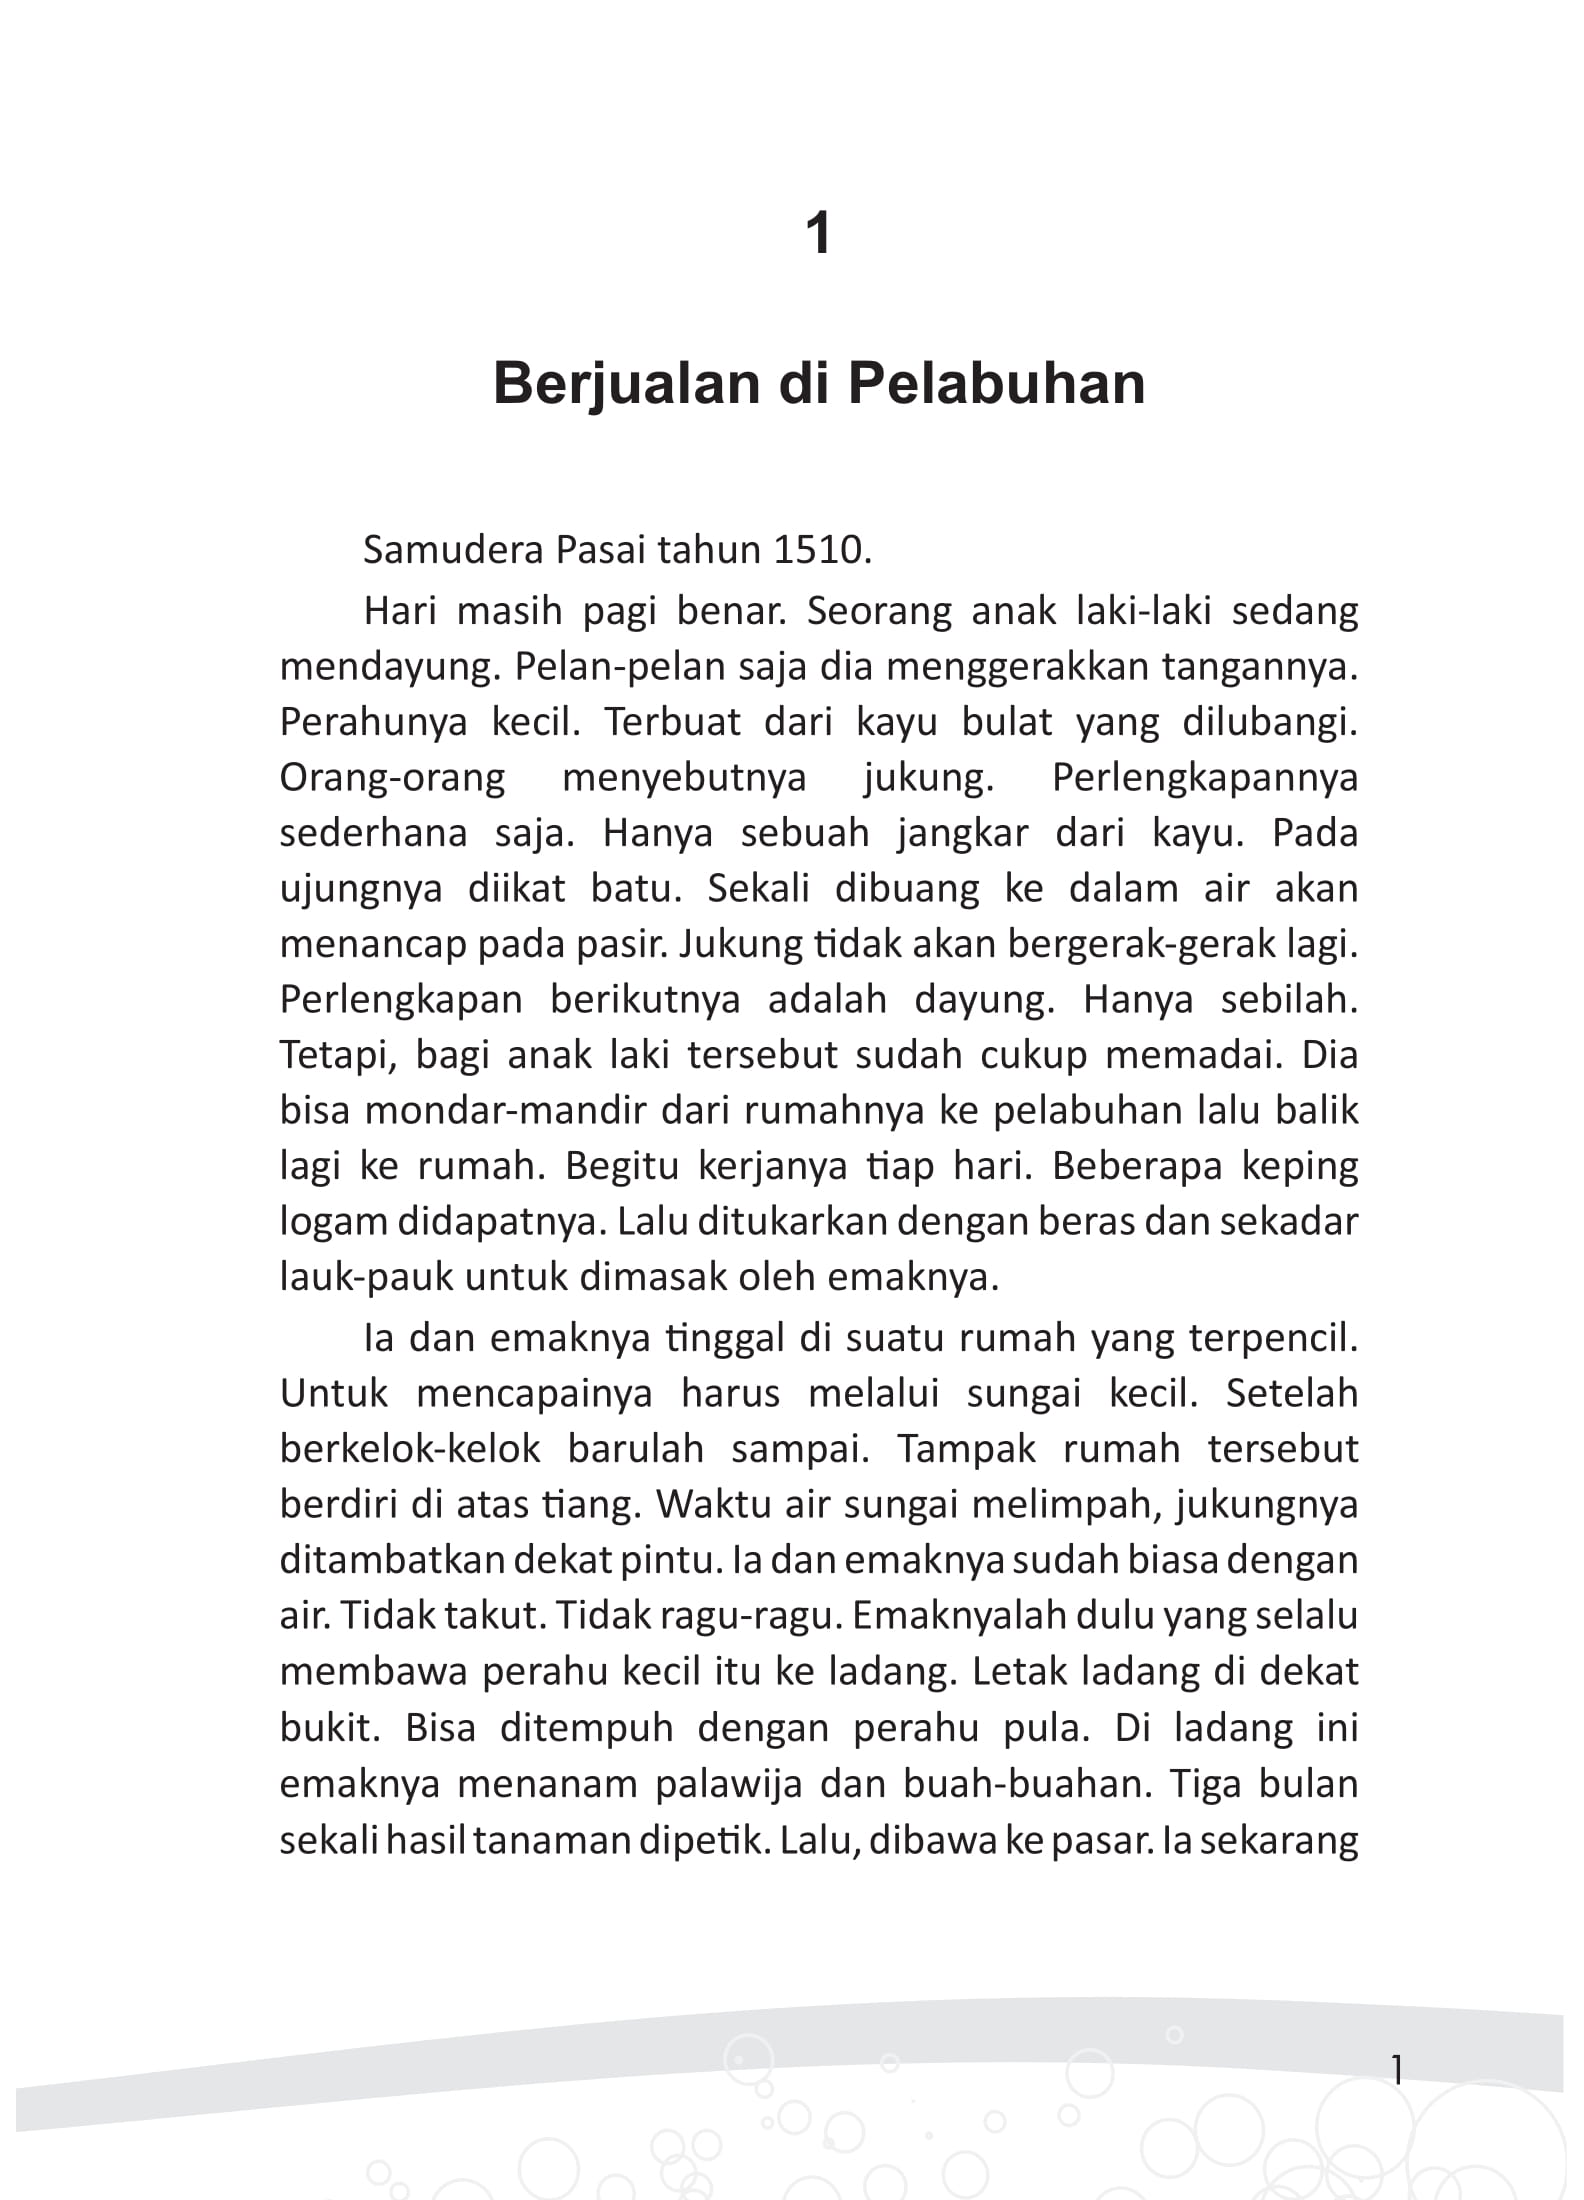 1
Berjualan di Pelabuhan
Samudera Pasai tahun 1510.
Hari masih pagi benar. Seorang anak laki-laki sedang
mendayung. Pelan-pelan saja dia menggerakkan tangannya.
Perahunya kecil. Terbuat dari kayu bulat yang dilubangi.
Orang-orang menyebutnya jukung. Perlengkapannya
sederhana saja. Hanya sebuah jangkar dari kayu. Pada
ujungnya diikat batu. Sekali dibuang ke dalam air akan
menancap pada pasir. Jukung tidak akan bergerak-gerak lagi.
Perlengkapan berikutnya adalah dayung. Hanya sebilah.
Tetapi, bagi anak laki tersebut sudah cukup memadai. Dia
bisa mondar-mandir dari rumahnya ke pelabuhan lalu balik
lagi ke rumah. Begitu kerjanya tiap hari. Beberapa keping
logam didapatnya. Lalu ditukarkan dengan beras dan sekadar
lauk-pauk untuk dimasak oleh emaknya.
Ia dan emaknya tinggal di suatu rumah yang terpencil.
Untuk mencapainya harus melalui sungai kecil. Setelah
berkelok-kelok barulah sampai. Tampak rumah tersebut
berdiri di atas tiang. Waktu air sungai melimpah, jukungnya
ditambatkan dekat pintu. Ia dan emaknya sudah biasa dengan
air. Tidak takut. Tidak ragu-ragu. Emaknyalah dulu yang selalu
membawa perahu kecil itu ke ladang. Letak ladang di dekat
bukit. Bisa ditempuh dengan perahu pula. Di ladang ini
emaknya menanam palawija dan buah-buahan. Tiga bulan
sekali hasil tanaman dipetik. Lalu, dibawa ke pasar. Ia sekarang
1